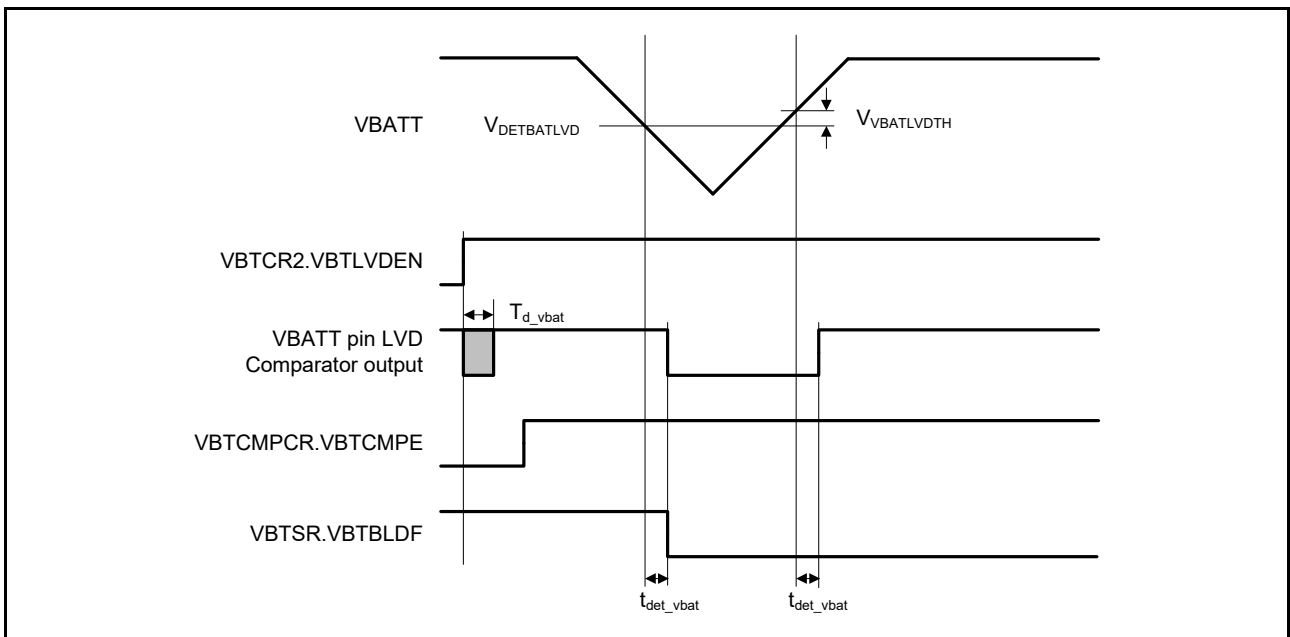 VBATT
VDETBATLVD
VVBATLVDTH
VBTCR2.VBTLVDEN
Td_vbat
VBATT pin LVD
Comparator output
VBTCMPCR.VBTCMPE
VBTSR.VBTBLDF
tdet_vbat
tdet_vbat